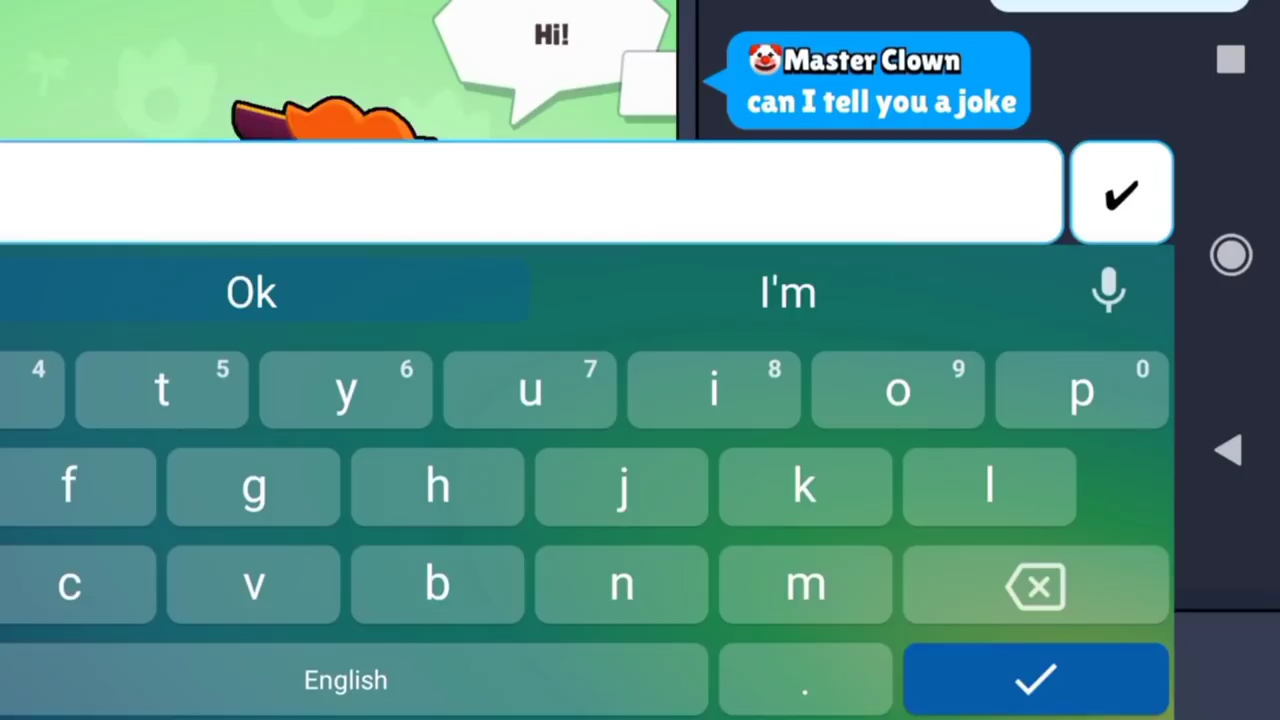 Hi!
🤡Master Clown
can I tell you a joke
✔
Ok I'm
4 t 5 y 6 u 7 i 8 o 9 p 0
f g h j k l
c v b n m
English .